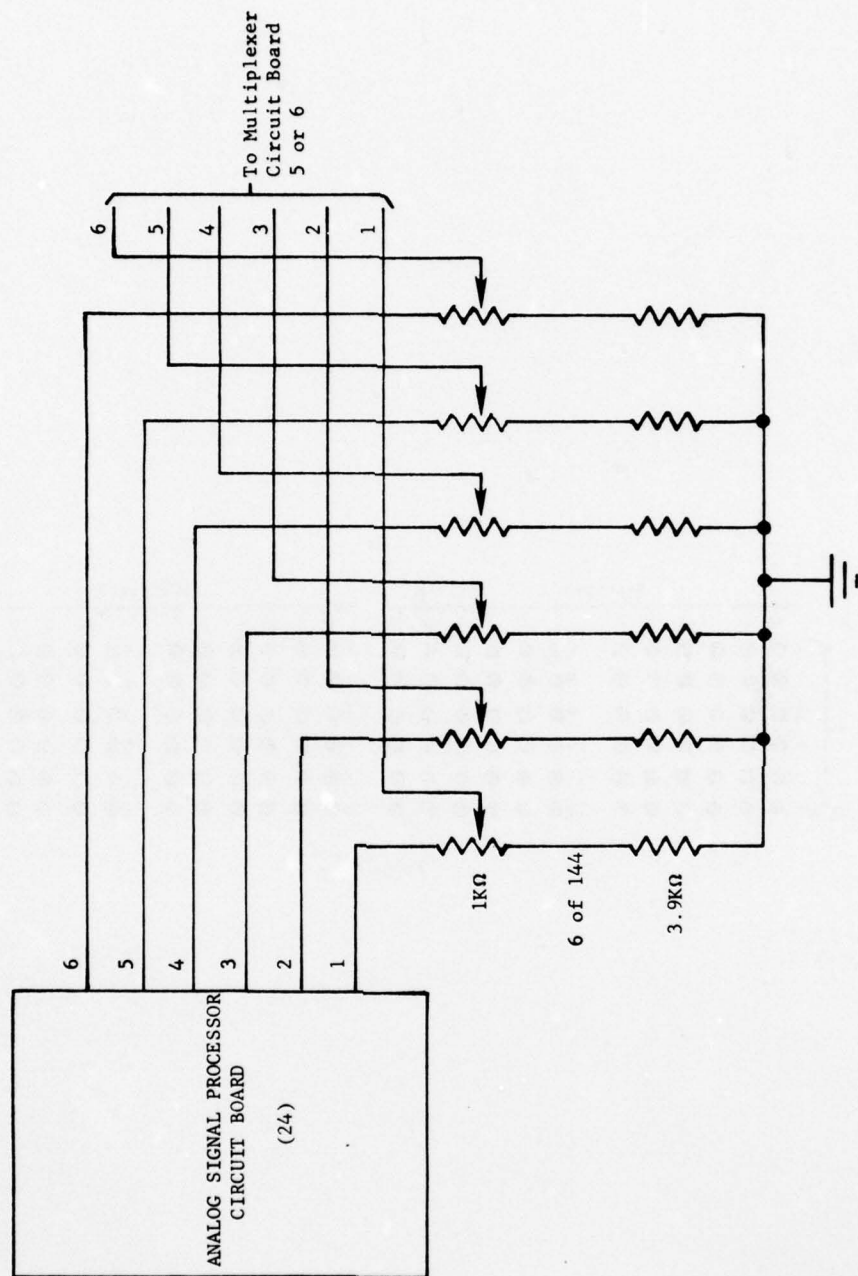 ANALOG SIGNAL PROCESSOR
CIRCUIT BOARD
(24)
6
5
4
3
2
1
6
5
4
3
2
1
To Multiplexer
Circuit Board
5 or 6
1KΩ
6 of 144
3.9KΩ